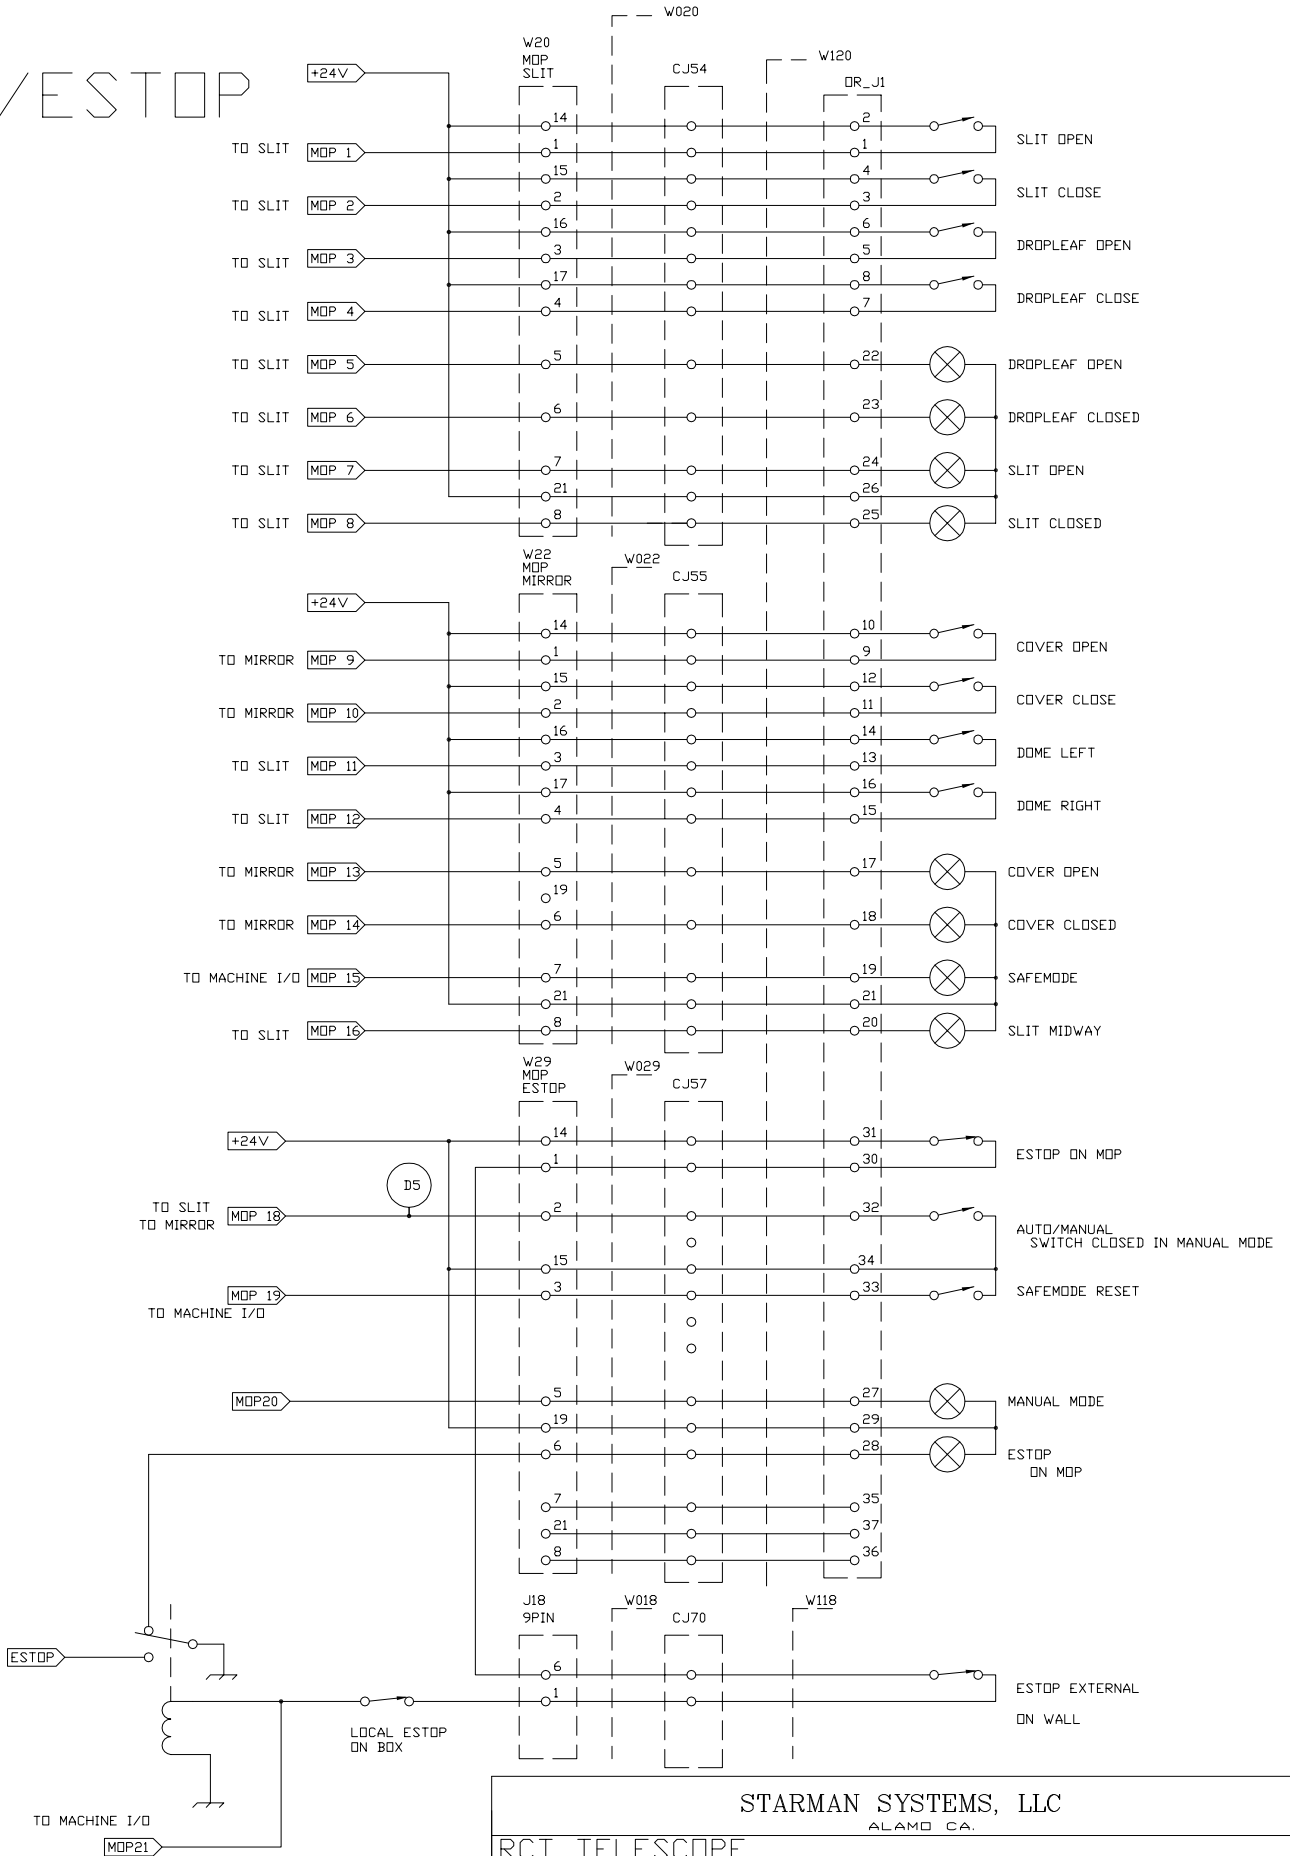 /ESTOP
W020
W20
MOP
SLIT
CJ54
W120
OR_J1
+24V
14 2
SLIT OPEN
TO SLIT MOP 1 1 1
15 4
SLIT CLOSE
TO SLIT MOP 2 2 3
16 6
DROPLEAF OPEN
TO SLIT MOP 3 3 5
17 8
DROPLEAF CLOSE
TO SLIT MOP 4 4 7
TO SLIT MOP 5 5 22 DROPLEAF OPEN
TO SLIT MOP 6 6 23 DROPLEAF CLOSED
TO SLIT MOP 7 7 24 SLIT OPEN
21 26
TO SLIT MOP 8 8 25 SLIT CLOSED
W22
MOP
MIRROR
W022
CJ55
+24V
14 10
COVER OPEN
TO MIRROR MOP 9 1 9
15 12
COVER CLOSE
TO MIRROR MOP 10 2 11
16 14
DOME LEFT
TO SLIT MOP 11 3 13
17 16
DOME RIGHT
TO SLIT MOP 12 4 15
TO MIRROR MOP 13 5 17 COVER OPEN
19
TO MIRROR MOP 14 6 18 COVER CLOSED
TO MACHINE I/O MOP 15 7 19 SAFEMODE
21 21
TO SLIT MOP 16 8 20 SLIT MIDWAY
W29
MOP
ESTOP
W029
CJ57
+24V 14 31
ESTOP ON MOP
1 30
D5
TO SLIT
TO MIRROR
MOP 18 2 32
AUTO/MANUAL
SWITCH CLOSED IN MANUAL MODE
15 34
MOP 19 3 33 SAFEMODE RESET
TO MACHINE I/O
MOP20 5 27 MANUAL MODE
19 29
6 28 ESTOP
ON MOP
7 35
21 37
8 36
J18
9PIN
W018
CJ70
W118
ESTOP
6
ESTOP EXTERNAL
1
ON WALL
LOCAL ESTOP
ON BOX
TO MACHINE I/O
MOP21
STARMAN SYSTEMS, LLC
ALAMO CA.
RCT TELESCOPE